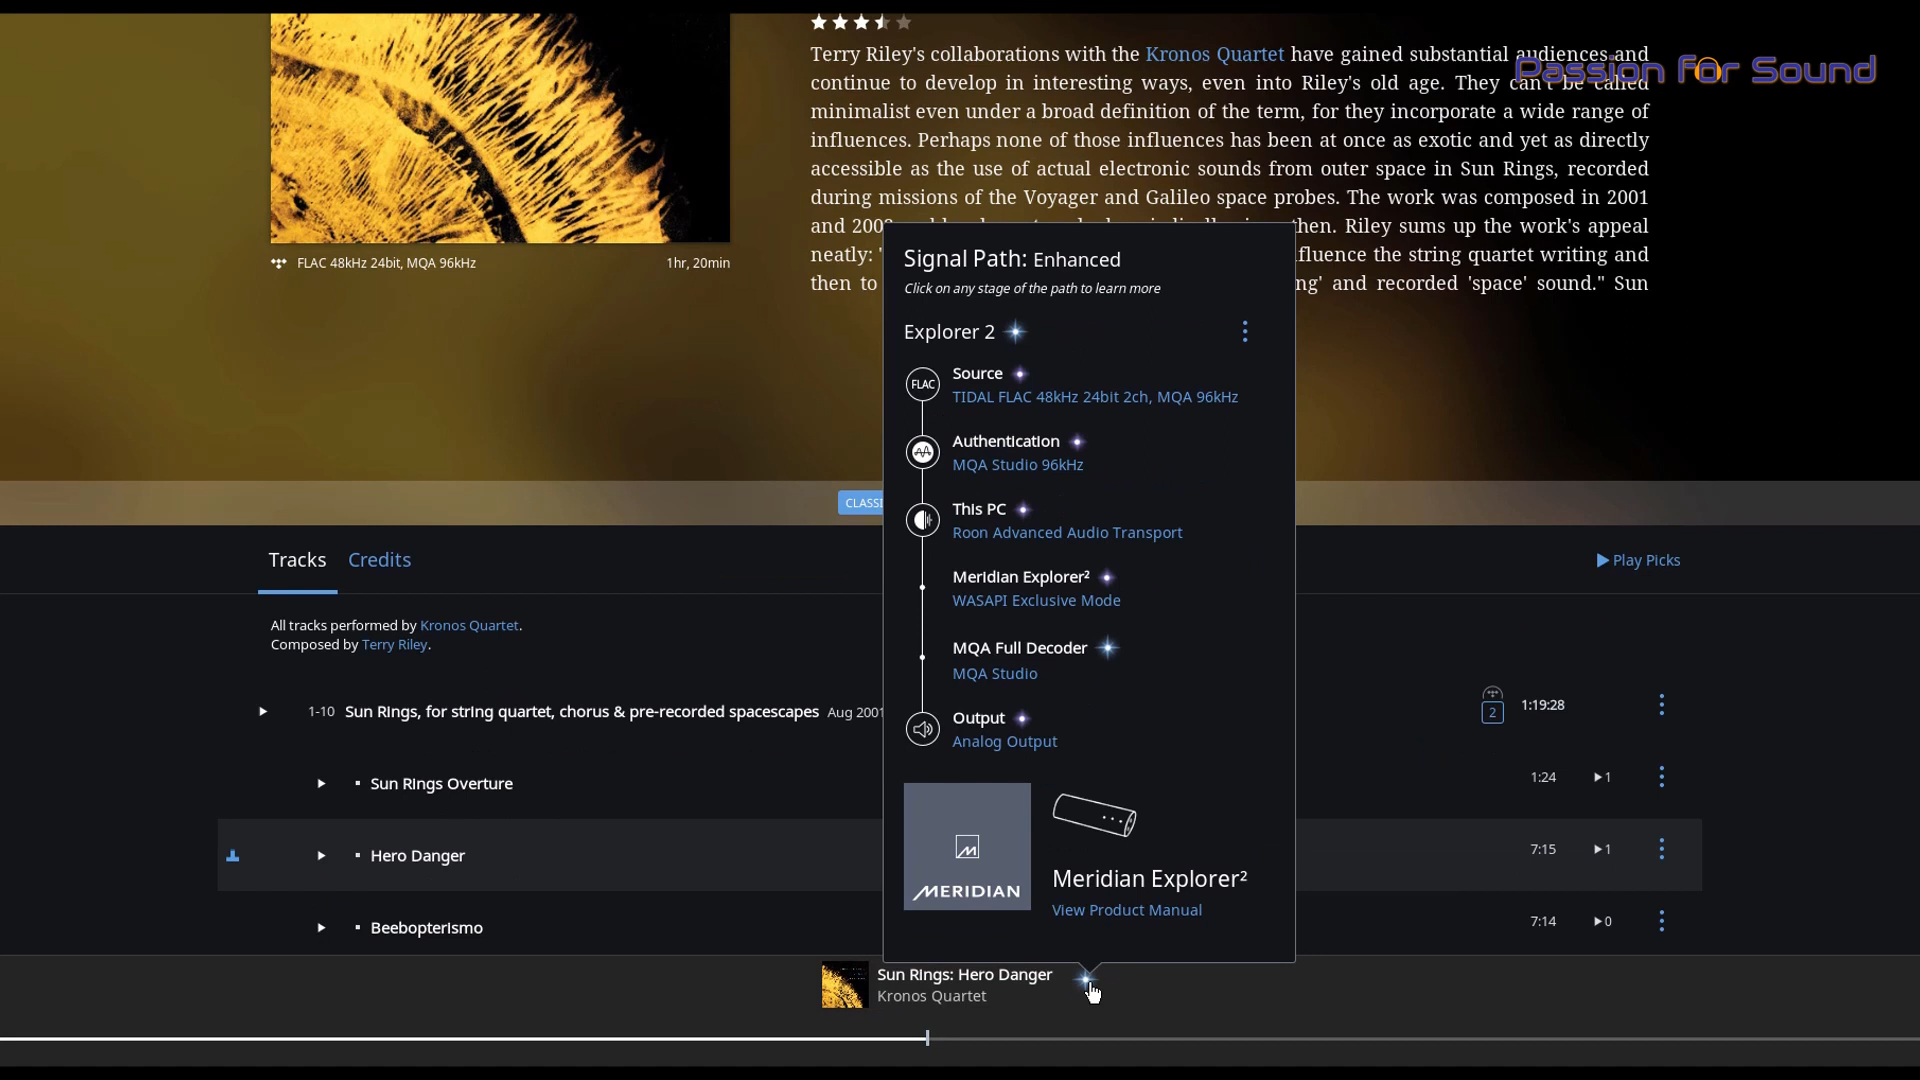 Passion for Sound
Terry Riley's collaborations with the Kronos Quartet have gained substantial audiences and
continue to develop in interesting ways, even into Riley's old age. They can't be called
minimalist even under a broad definition of the term, for they incorporate a wide range of
influences. Perhaps none of those influences has been at once as exotic and yet as directly
accessible as the use of actual electronic sounds from outer space in Sun Rings, recorded
during missions of the Voyager and Galileo space probes. The work was composed in 2001
and then. Riley sums up the work's appeal
neatly: ' fluence the string quartet writing and
then to ng' and recorded 'space' sound." Sun
FLAC 48kHz 24bit, MQA 96kHz
1hr, 20min
Signal Path: Enhanced
Click on any stage of the path to learn more
Explorer 2
Source
FLAC
TIDAL FLAC 48kHz 24bit 2ch, MQA 96kHz
Authentication
MQA Studio 96kHz
This PC
Roon Advanced Audio Transport
Meridian Explorer²
WASAPI Exclusive Mode
MQA Full Decoder
MQA Studio
Output
Analog Output
MERIDIAN
Meridian Explorer²
View Product Manual
CLASSI
Tracks
Credits
Play Picks
All tracks performed by Kronos Quartet.
Composed by Terry Riley.
1-10 Sun Rings, for string quartet, chorus & pre-recorded spacescapes Aug 2001
2 1:19:28
Sun Rings Overture 1:24 1
Hero Danger 7:15 1
Beebopterismo 7:14 0
Sun Rings: Hero Danger
Kronos Quartet